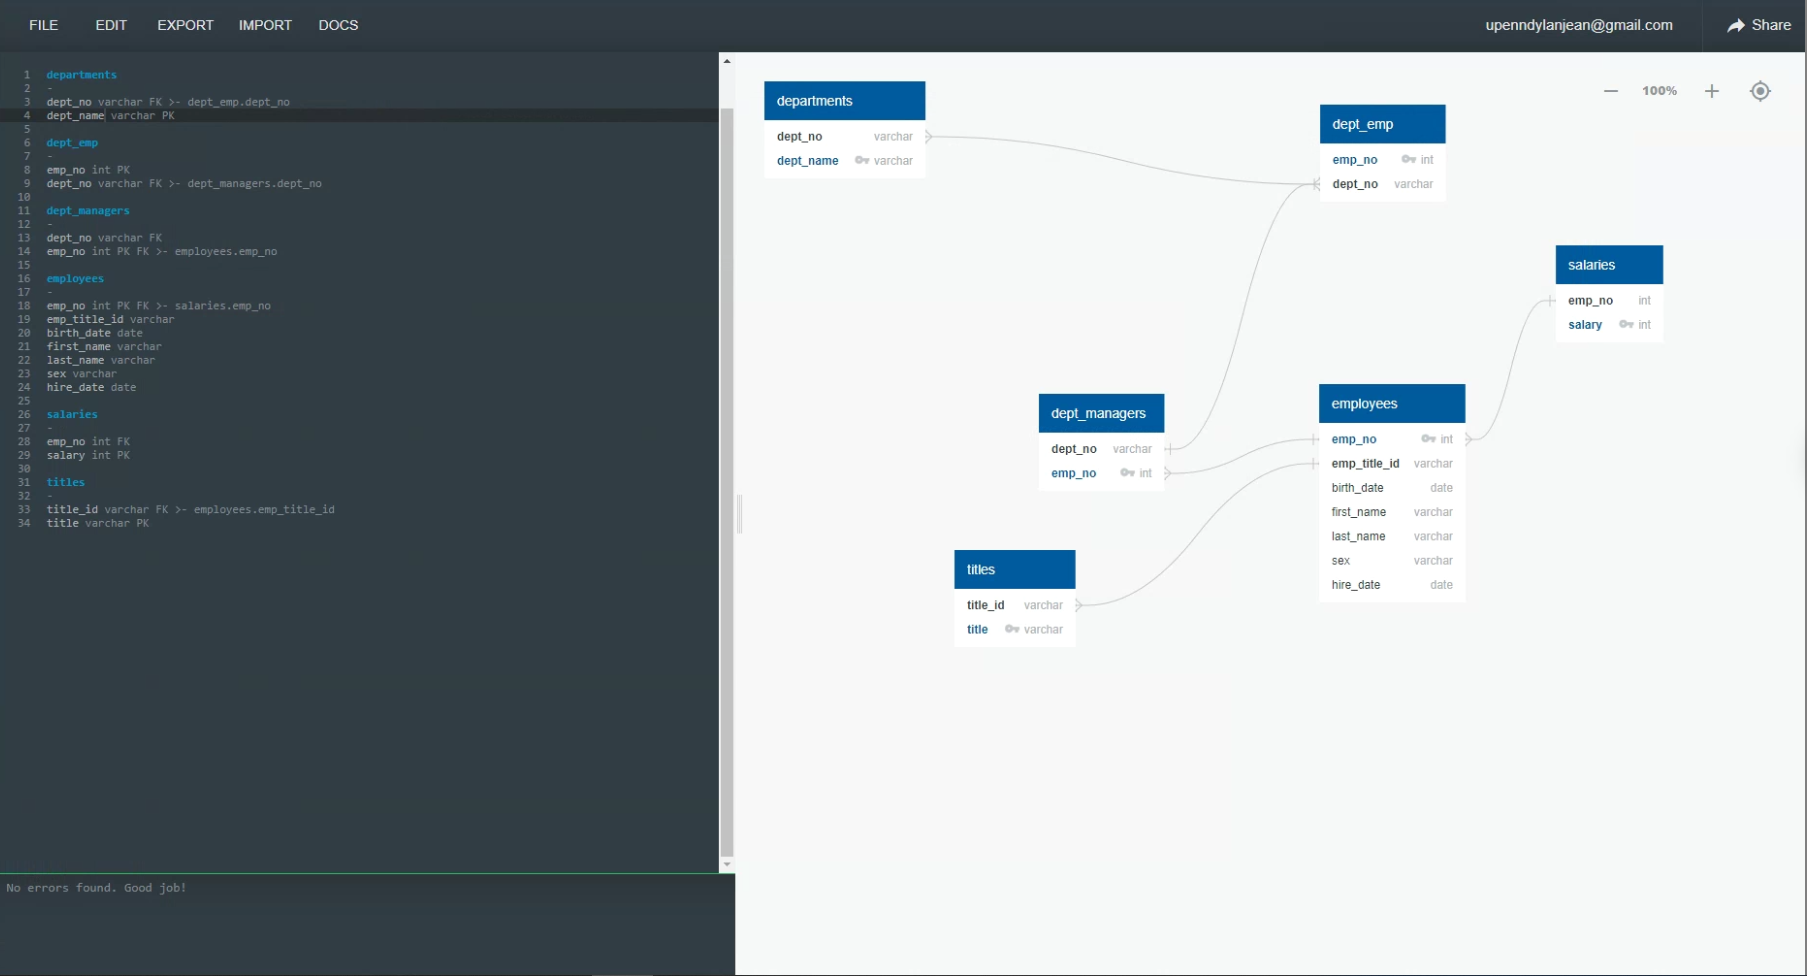 FILE EDIT EXPORT IMPORT DOCS upenndylanjean@gmail.com Share
1 departments
2 -
3 dept_no varchar FK >- dept_emp.dept_no
4 dept_name varchar PK
5
6 dept_emp
7 -
8 emp_no int PK
9 dept_no varchar FK >- dept_managers.dept_no
10
11 dept_managers
12 -
13 dept_no varchar FK
14 emp_no int PK FK >- employees.emp_no
15
16 employees
17 -
18 emp_no int PK FK >- salaries.emp_no
19 emp_title_id varchar
20 birth_date date
21 first_name varchar
22 last_name varchar
23 sex varchar
24 hire_date date
25
26 salaries
27 -
28 emp_no int FK
29 salary int PK
30
31 titles
32 -
33 title_id varchar FK >- employees.emp_title_id
34 title varchar PK
No errors found. Good job!
100%
departments
dept_no varchar
dept_name varchar
dept_emp
emp_no int
dept_no varchar
salaries
emp_no int
salary int
dept_managers
dept_no varchar
emp_no int
employees
emp_no int
emp_title_id varchar
birth_date date
first_name varchar
last_name varchar
sex varchar
hire_date date
titles
title_id varchar
title varchar